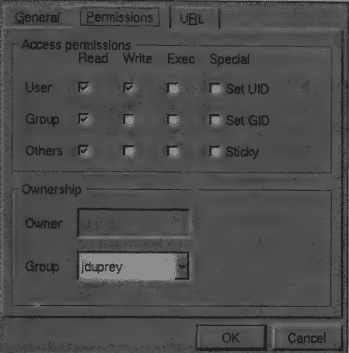 General Permissions URL
Access permissions
Read Write Exec Special
User Set UID
Group Set GID
Others Sticky
Ownership
Owner
Group jduprey
OK Cancel